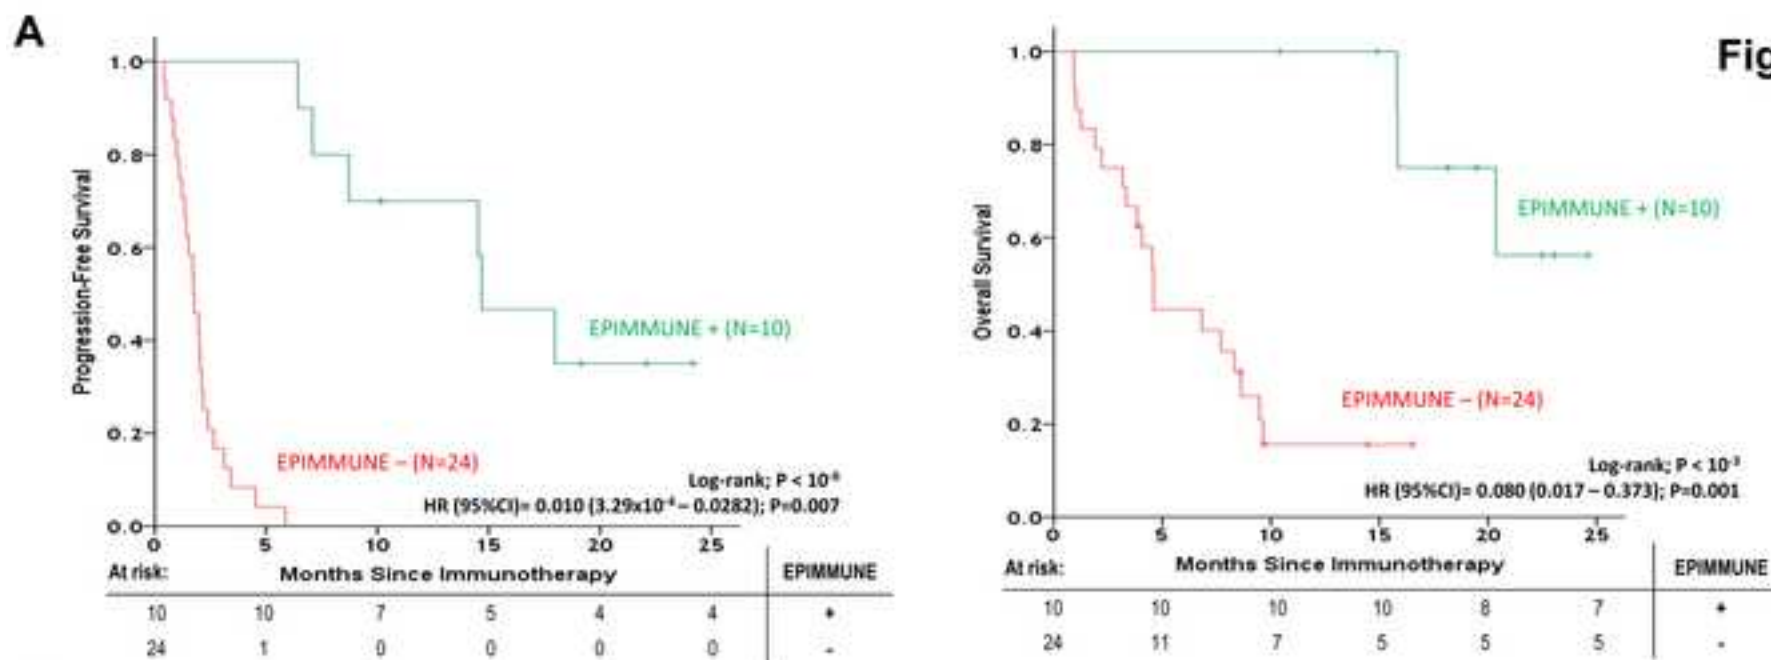 A
Fig
Progression-Free Survival
1.0
0.8
0.6
0.4
0.2
0.0
0 5 10 15 20 25
EPIMMUNE + (N=10)
EPIMMUNE – (N=24)
Log-rank; P < 10
HR (95%CI)= 0.010 (3.29x10 – 0.0282); P=0.007
Months Since Immunotherapy
At risk:
EPIMMUNE
10 10 7 5 4 4 +
24 1 0 0 0 0 -
Overall Survival
1.0
0.8
0.6
0.4
0.2
0.0
0 5 10 15 20 25
EPIMMUNE + (N=10)
EPIMMUNE – (N=24)
Log-rank; P < 10⁻³
HR (95%CI)= 0.080 (0.017 – 0.373); P=0.001
Months Since Immunotherapy
At risk:
EPIMMUNE
10 10 10 10 8 7 +
24 11 7 5 5 5 -